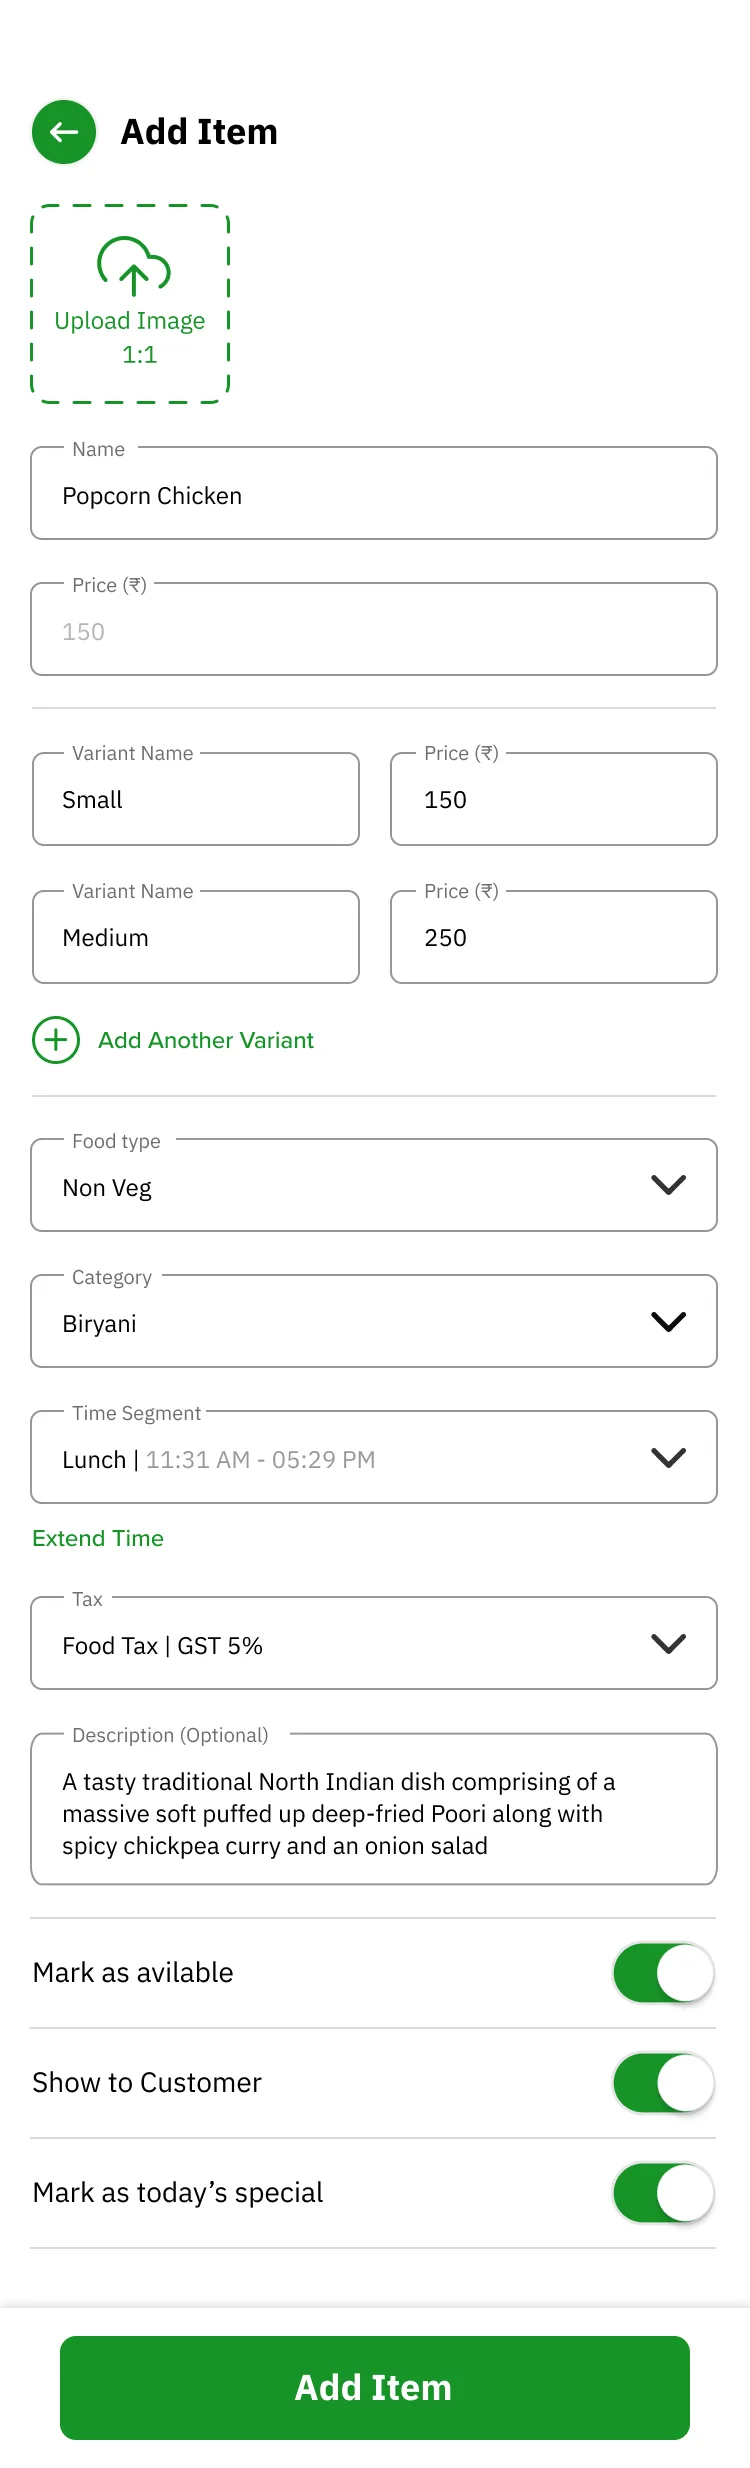 Add Item
Upload Image
1:1
Name
Popcorn Chicken
Price (₹)
150
Variant Name
Price (₹)
Small
150
Variant Name
Price (₹)
Medium
250
Add Another Variant
Food type
Non Veg
Category
Biryani
Time Segment
Lunch | 11:31 AM - 05:29 PM
Extend Time
Tax
Food Tax | GST 5%
Description (Optional)
A tasty traditional North Indian dish comprising of a
massive soft puffed up deep-fried Poori along with
spicy chickpea curry and an onion salad
Mark as avilable
Show to Customer
Mark as today’s special
Add Item